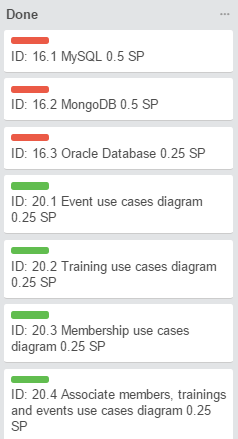 Done
ID: 16.1 MySQL 0.5 SP
ID: 16.2 MongoDB 0.5 SP
ID: 16.3 Oracle Database 0.25 SP
ID: 20.1 Event use cases diagram
0.25 SP
ID: 20.2 Training use cases diagram
0.25 SP
ID: 20.3 Membership use cases
diagram 0.25 SP
ID: 20.4 Associate members, trainings
and events use cases diagram 0.25
SP